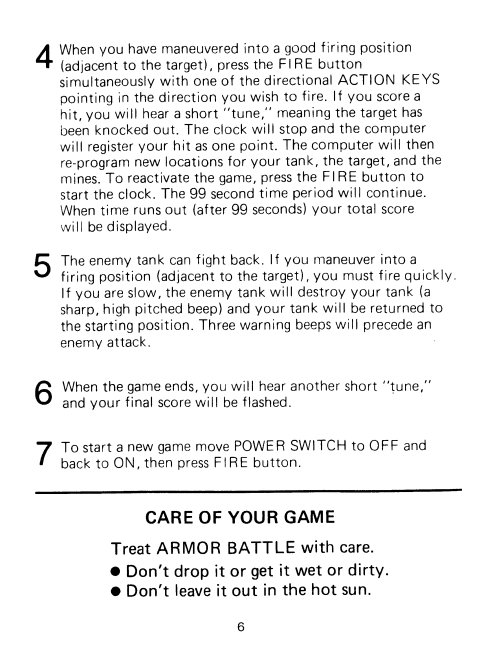 4 When you have maneuvered into a good firing position
(adjacent to the target), press the FIRE button
simultaneously with one of the directional ACTION KEYS
pointing in the direction you wish to fire. If you score a
hit, you will hear a short "tune," meaning the target has
been knocked out. The clock will stop and the computer
will register your hit as one point. The computer will then
re-program new locations for your tank, the target, and the
mines. To reactivate the game, press the FIRE button to
start the clock. The 99 second time period will continue.
When time runs out (after 99 seconds) your total score
will be displayed.
5 The enemy tank can fight back. If you maneuver into a
firing position (adjacent to the target), you must fire quickly.
If you are slow, the enemy tank will destroy your tank (a
sharp, high pitched beep) and your tank will be returned to
the starting position. Three warning beeps will precede an
enemy attack.
6 When the game ends, you will hear another short "tune,"
and your final score will be flashed.
7 To start a new game move POWER SWITCH to OFF and
back to ON, then press FIRE button.
CARE OF YOUR GAME
Treat ARMOR BATTLE with care.
● Don't drop it or get it wet or dirty.
● Don't leave it out in the hot sun.
6